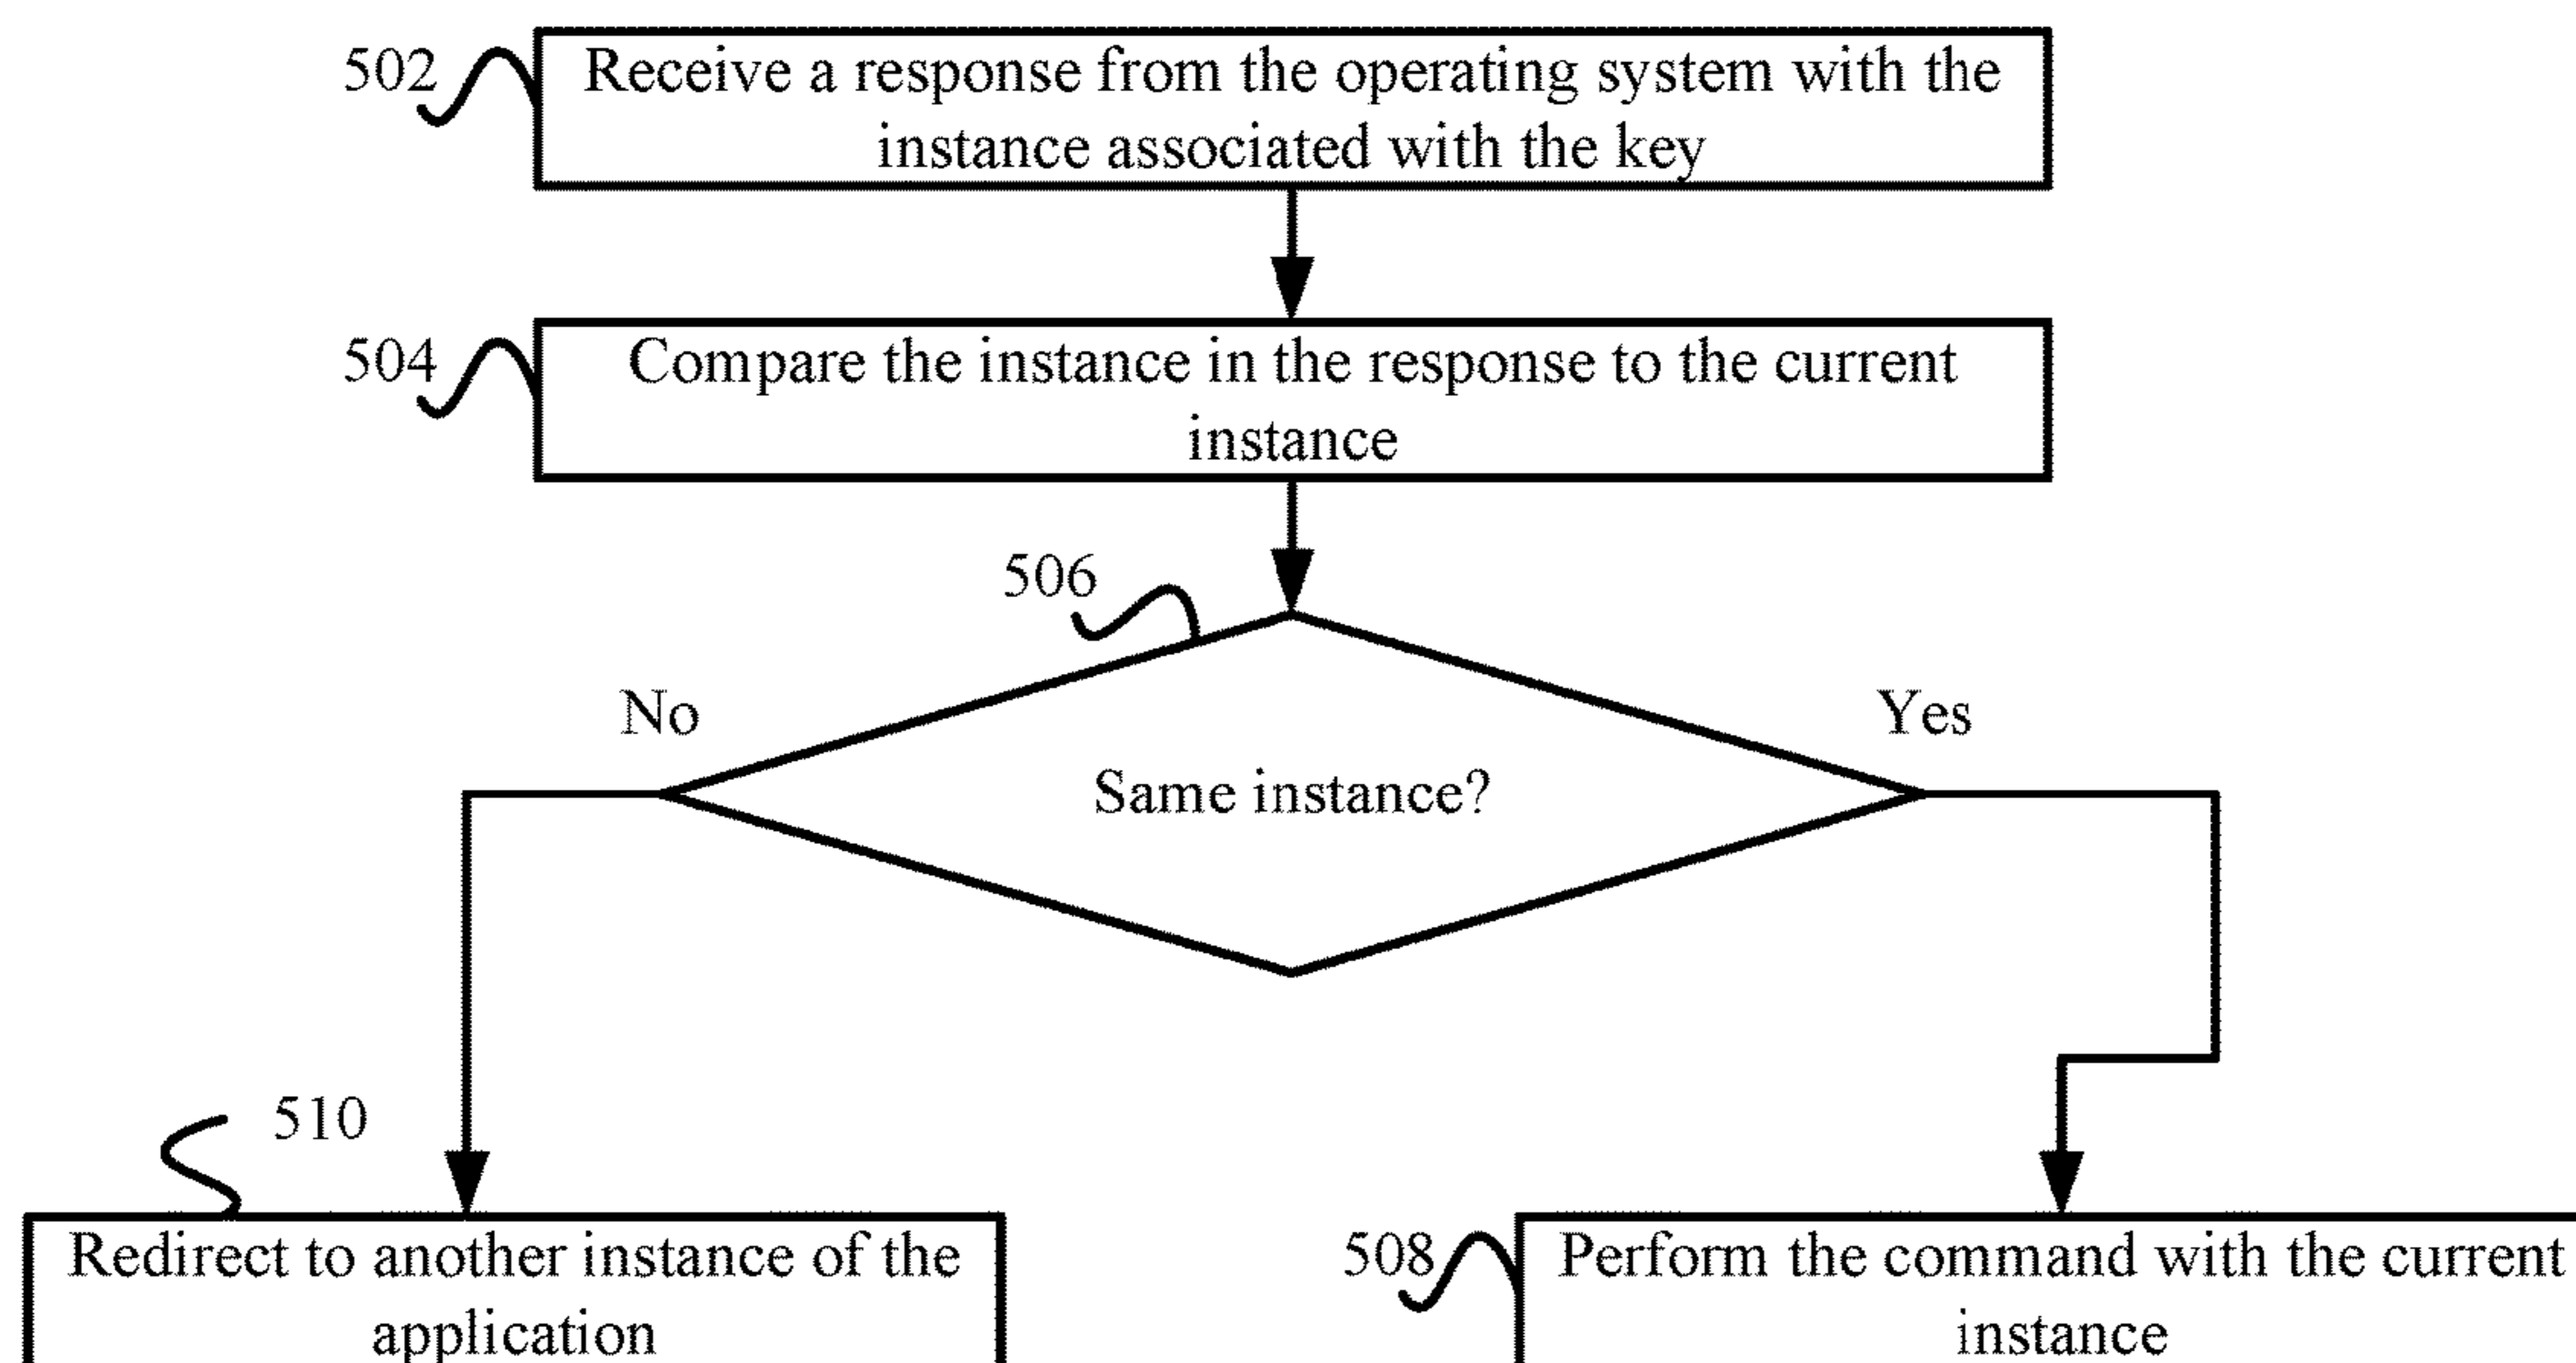 502
Receive a response from the operating system with the
instance associated with the key
504
Compare the instance in the response to the current
instance
506
No
Yes
Same instance?
510
Redirect to another instance of the
application
508
Perform the command with the current
instance